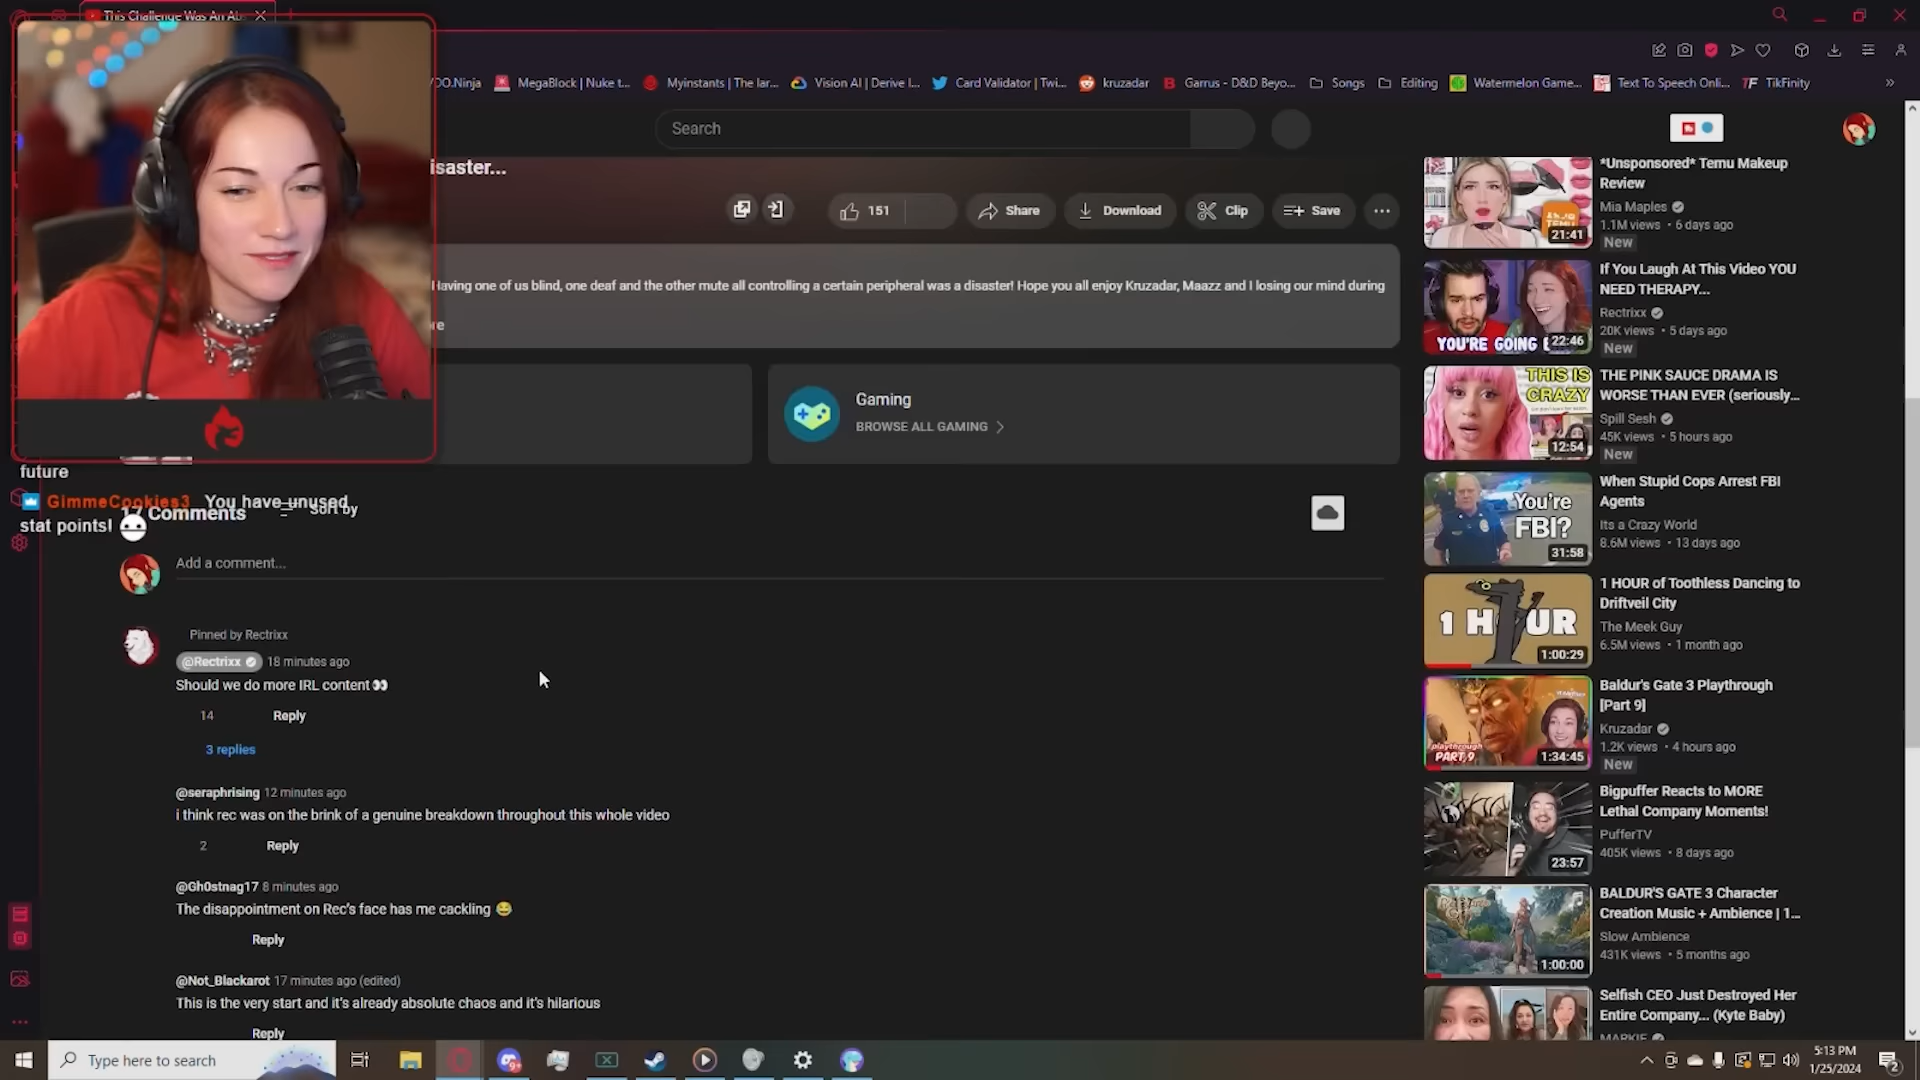 This Challenge Was An Ab
OO.Ninja
MegaBlock | Nuke t...
Myinstants | The lar...
Vision AI | Derive I...
Card Validator | Twi...
kruzadar
Garrus - D&D Beyo...
Songs
Editing
Watermelon Game...
Text To Speech Onli...
TikFinity
Search
isaster...
151
Share
Download
Clip
Save
Having one of us blind, one deaf and the other mute all controlling a certain peripheral was a disaster! Hope you all enjoy Kruzadar, Maazz and I losing our mind during
re
Gaming
BROWSE ALL GAMING
future
GimmeCookies3 You have unused
stat points!
17 Comments
Sort by
Add a comment...
Pinned by Rectrixx
@Rectrixx 18 minutes ago
Should we do more IRL content👀
14 Reply
3 replies
@seraphrising 12 minutes ago
i think rec was on the brink of a genuine breakdown throughout this whole video
2 Reply
@Gh0stnag17 8 minutes ago
The disappointment on Rec's face has me cackling 😂
Reply
@Not_Blackarot 17 minutes ago (edited)
This is the very start and it's already absolute chaos and it's hilarious
Reply
21:41
*Unsponsored* Temu Makeup
Review
Mia Maples
1.1M views • 6 days ago
New
YOU'RE GOING
22:46
If You Laugh At This Video YOU
NEED THERAPY...
Rectrixx
20K views • 5 days ago
New
THIS IS
CRAZY
12:54
THE PINK SAUCE DRAMA IS
WORSE THAN EVER (seriously...
Spill Sesh
45K views • 5 hours ago
New
You're
FBI?
31:58
When Stupid Cops Arrest FBI
Agents
Its a Crazy World
8.6M views • 13 days ago
1 HOUR
1:00:29
1 HOUR of Toothless Dancing to
Driftveil City
The Meek Guy
6.5M views • 1 month ago
playthrough
PART 9
1:34:45
Baldur's Gate 3 Playthrough
[Part 9]
Kruzadar
1.2K views • 4 hours ago
New
23:57
Bigpuffer Reacts to MORE
Lethal Company Moments!
PufferTV
405K views • 8 days ago
1:00:00
BALDUR'S GATE 3 Character
Creation Music + Ambience | 1...
Slow Ambience
431K views • 5 months ago
Selfish CEO Just Destroyed Her
Entire Company... (Kyte Baby)
MARKIE
Type here to search
9+
5:13 PM
1/25/2024
2